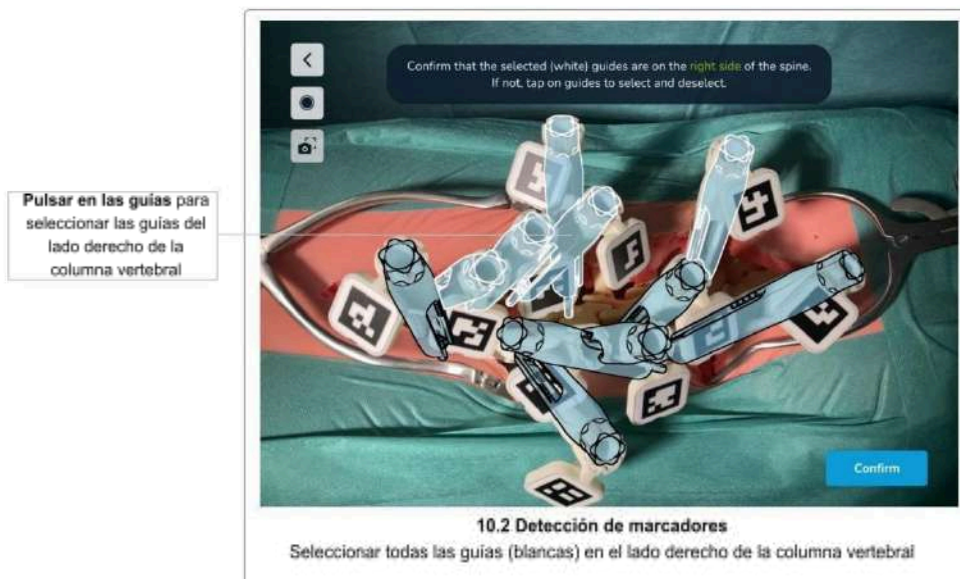 Confirm that the selected (white) guides are on the right side of the spine.
If not, tap on guides to select and deselect.
Pulsar en las guías para
seleccionar las guías del
lado derecho de la
columna vertebral
Confirm
10.2 Detección de marcadores
Seleccionar todas las guías (blancas) en el lado derecho de la columna vertebral